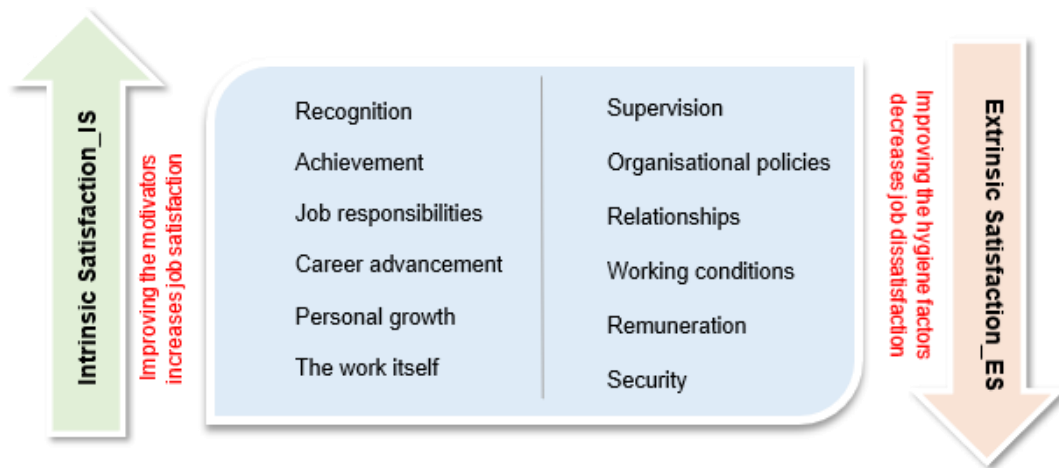 Intrinsic Satisfaction_IS
Improving the motivators
increases job satisfaction
Recognition
Achievement
Job responsibilities
Career advancement
Personal growth
The work itself
Supervision
Organisational policies
Relationships
Working conditions
Remuneration
Security
Improving the hygiene factors
decreases job dissatisfaction
Extrinsic Satisfaction_ES